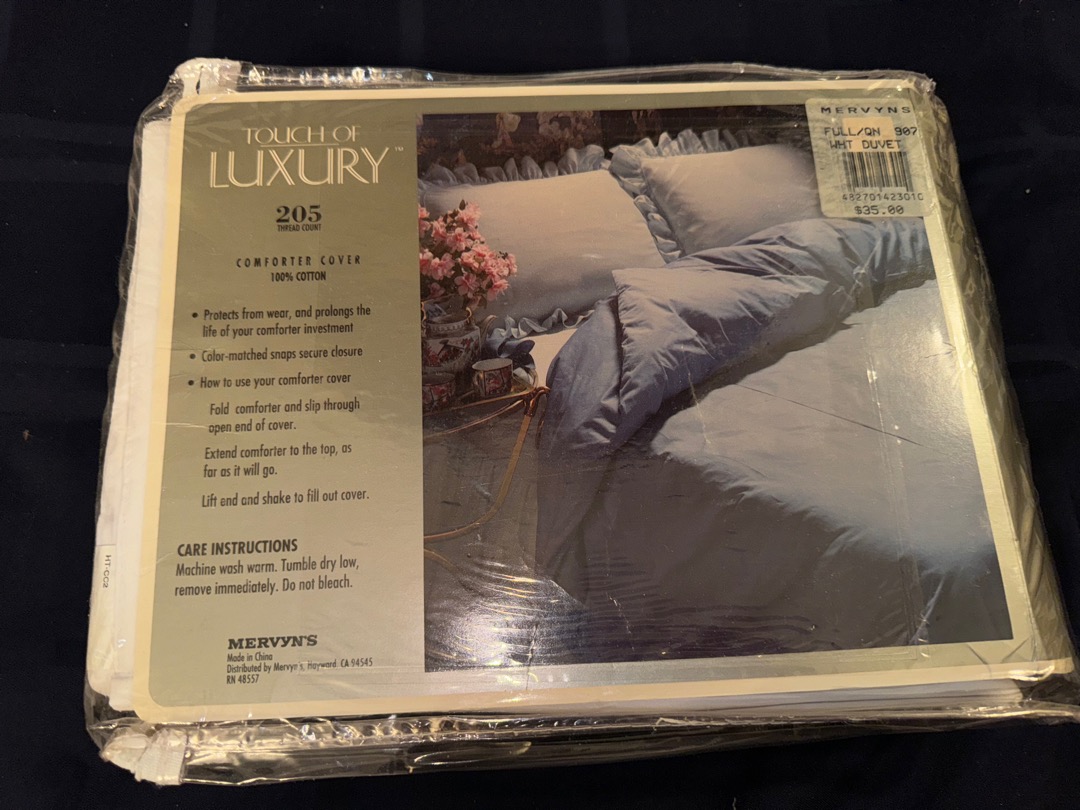 TOUCH OF
LUXURY™
205
THREAD COUNT
COMFORTER COVER
100% COTTON
• Protects from wear, and prolongs the
life of your comforter investment
• Color-matched snaps secure closure
• How to use your comforter cover
Fold comforter and slip through
open end of cover.
Extend comforter to the top, as
far as it will go.
Lift end and shake to fill out cover.
CARE INSTRUCTIONS
Machine wash warm. Tumble dry low,
remove immediately. Do not bleach.
MERVYN'S
Made in China
Distributed by Mervyn's, Hayward, CA 94545
RN 48557
MERVYNS
FULL/QN 907
WHT DUVET
482701423010
$35.00
HT-CC2